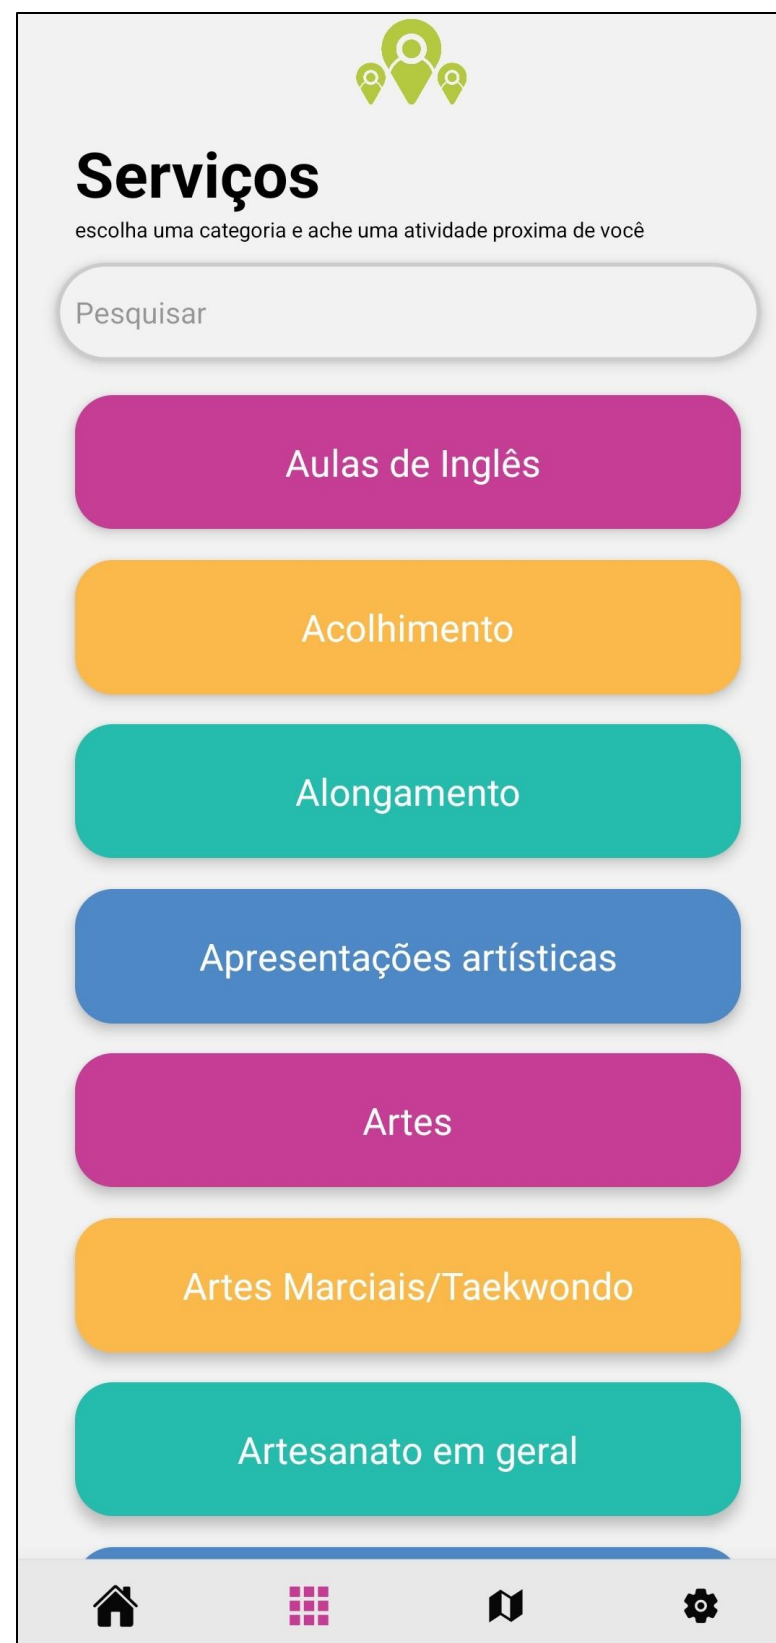 Serviços
escolha uma categoria e ache uma atividade proxima de você
Pesquisar
Aulas de Inglês
Acolhimento
Alongamento
Apresentações artísticas
Artes
Artes Marciais/Taekwondo
Artesanato em geral